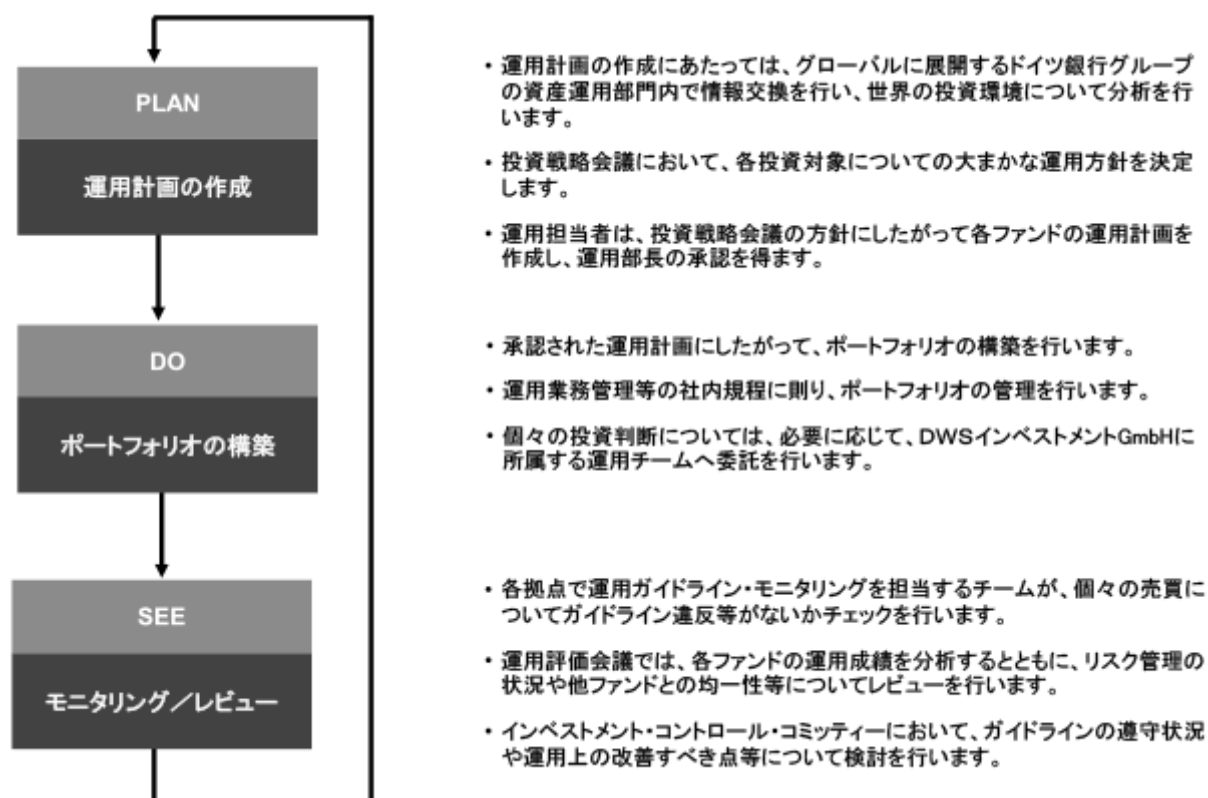 PLAN
運用計画の作成
・運用計画の作成にあたっては、グローバルに展開するドイツ銀行グループ
の資産運用部門内で情報交換を行い、世界の投資環境について分析を行
います。
・投資戦略会議において、各投資対象についての大まかな運用方針を決定
します。
・運用担当者は、投資戦略会議の方針にしたがって各ファンドの運用計画を
作成し、運用部長の承認を得ます。
DO
ポートフォリオの構築
・承認された運用計画にしたがって、ポートフォリオの構築を行います。
・運用業務管理等の社内規程に則り、ポートフォリオの管理を行います。
・個々の投資判断については、必要に応じて、DWSインベストメントGmbHに
所属する運用チームへ委託を行います。
SEE
モニタリング／レビュー
・各拠点で運用ガイドライン・モニタリングを担当するチームが、個々の売買に
ついてガイドライン違反等がないかチェックを行います。
・運用評価会議では、各ファンドの運用成績を分析するとともに、リスク管理の
状況や他ファンドとの均一性等についてレビューを行います。
・インベストメント・コントロール・コミッティーにおいて、ガイドラインの遵守状況
や運用上の改善すべき点等について検討を行います。